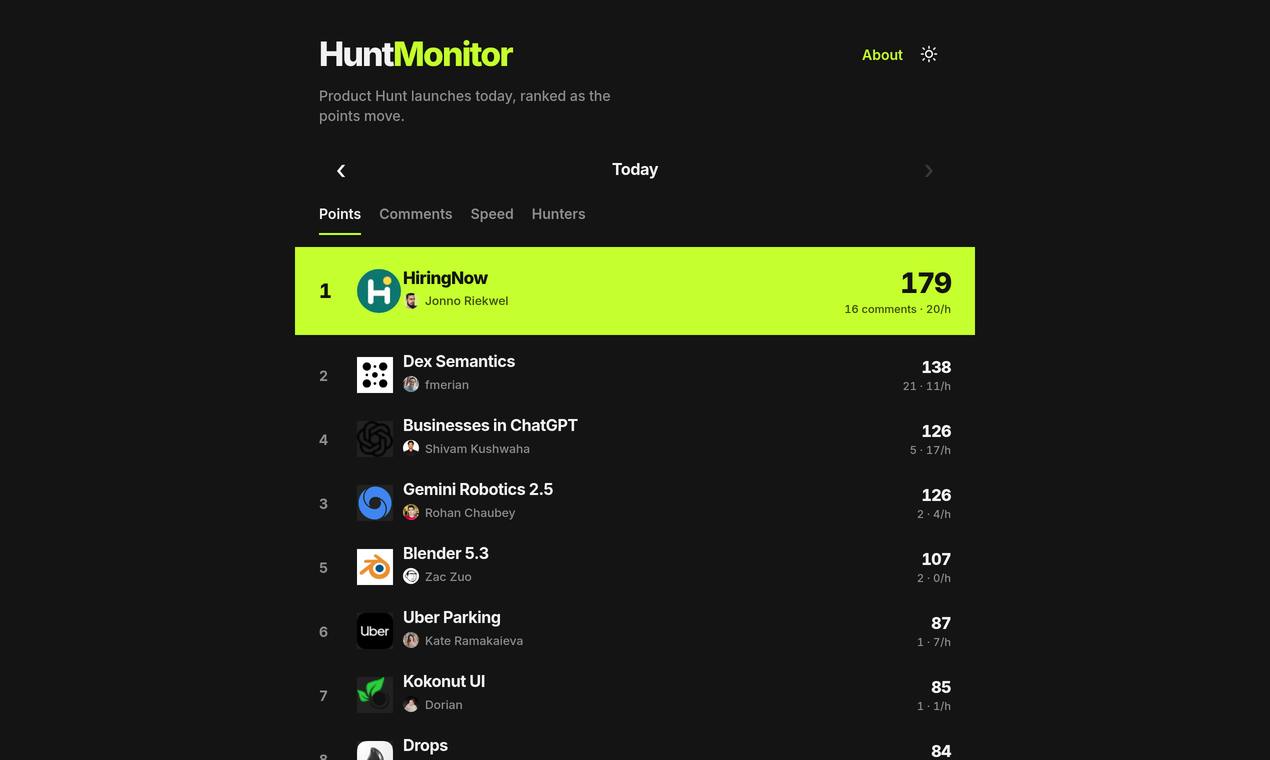 HuntMonitor
About
Product Hunt launches today, ranked as the
points move.
‹ Today ›
Points Comments Speed Hunters
1 HiringNow 179
Jonno Riekwel 16 comments · 20/h
2 Dex Semantics 138
fmerian 21 · 11/h
4 Businesses in ChatGPT 126
Shivam Kushwaha 5 · 17/h
3 Gemini Robotics 2.5 126
Rohan Chaubey 2 · 4/h
5 Blender 5.3 107
Zac Zuo 2 · 0/h
6 Uber Uber Parking 87
Kate Ramakaieva 1 · 7/h
7 Kokonut UI 85
Dorian 1 · 1/h
8 Drops 84